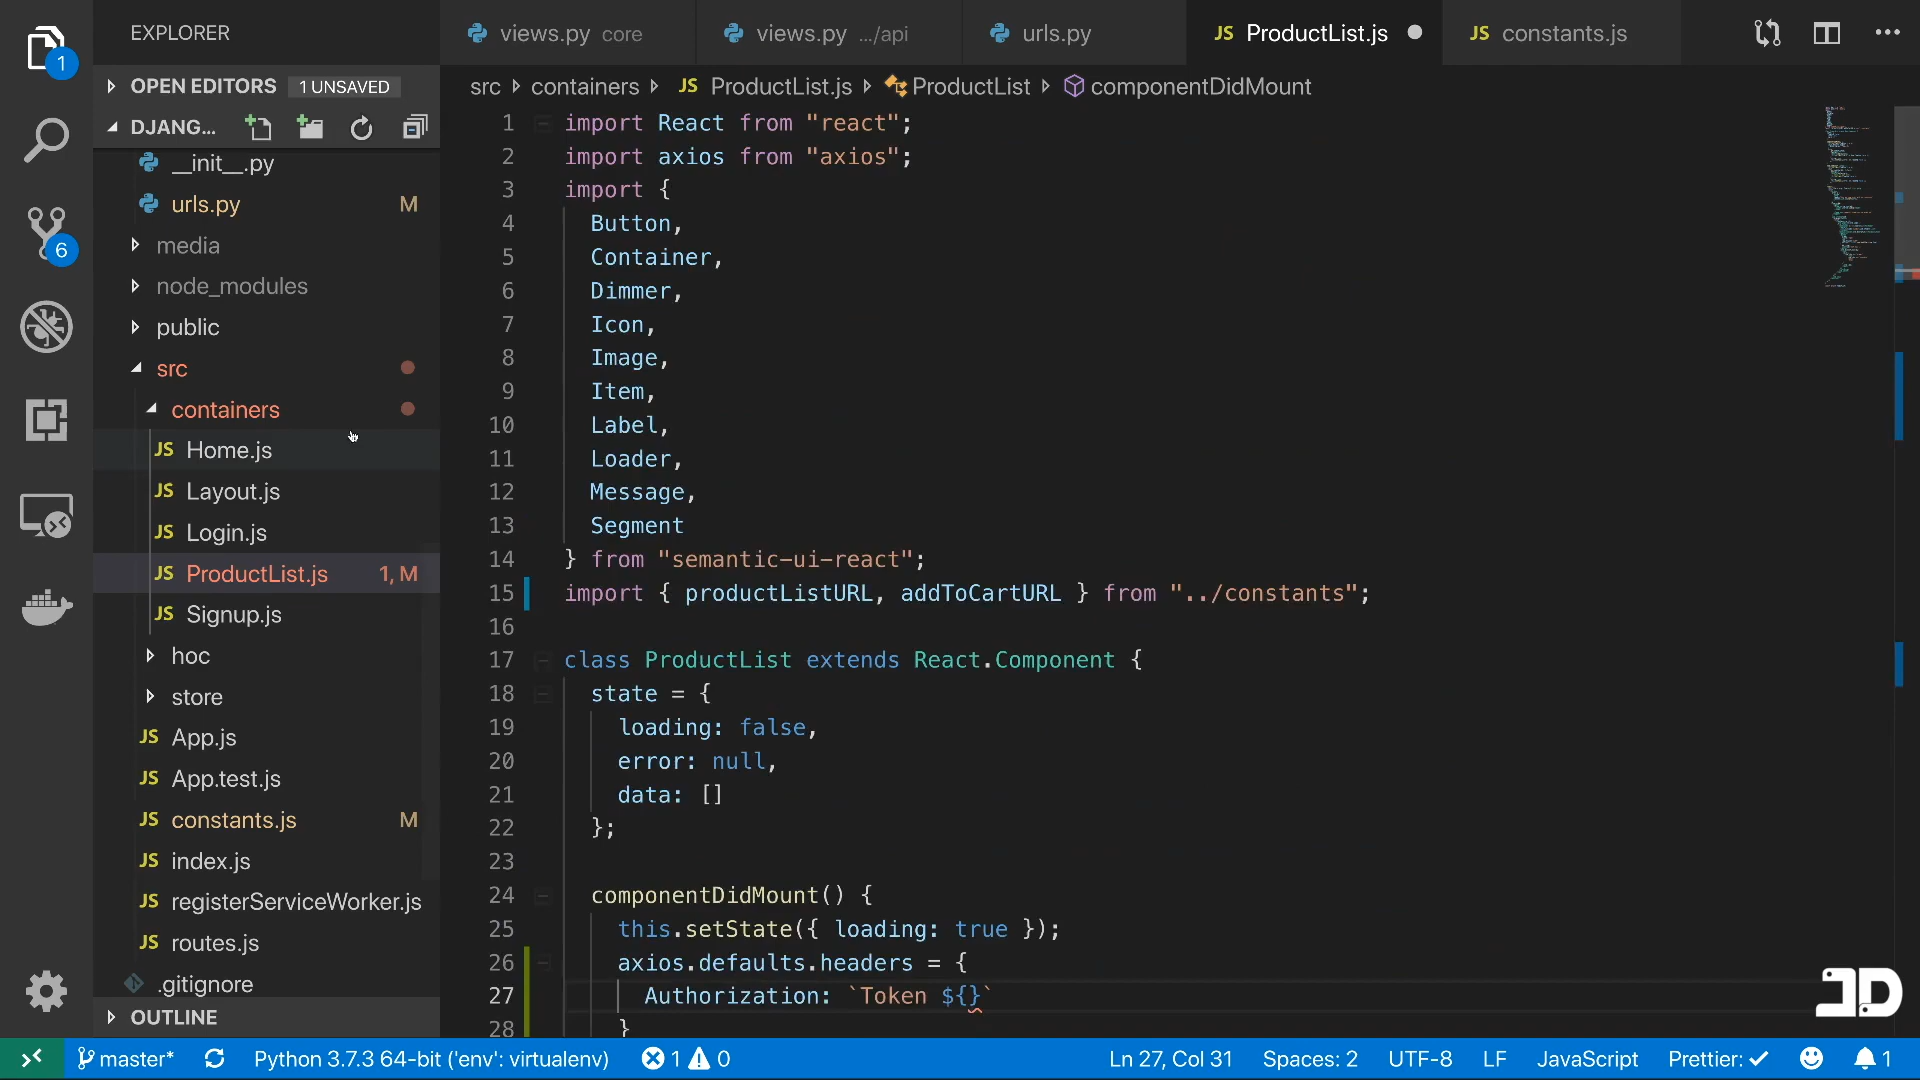 EXPLORER
views.py core
views.py .../api
urls.py
JS ProductList.js
JS constants.js
1
OPEN EDITORS 1 UNSAVED
src containers JS ProductList.js ProductList componentDidMount
DJANG...
__init__.py
urls.py M
media
node_modules
public
src
containers
JS Home.js
JS Layout.js
JS Login.js
JS ProductList.js 1, M
JS Signup.js
hoc
store
JS App.js
JS App.test.js
JS constants.js M
JS index.js
JS registerServiceWorker.js
JS routes.js
.gitignore
OUTLINE
6
1 import React from "react";
2 import axios from "axios";
3 import {
4 Button,
5 Container,
6 Dimmer,
7 Icon,
8 Image,
9 Item,
10 Label,
11 Loader,
12 Message,
13 Segment
14 } from "semantic-ui-react";
15 import { productListURL, addToCartURL } from "../constants";
16
17 class ProductList extends React.Component {
18 state = {
19 loading: false,
20 error: null,
21 data: []
22 };
23
24 componentDidMount() {
25 this.setState({ loading: true });
26 axios.defaults.headers = {
27 Authorization: `Token ${}`
28 }
JD
master* Python 3.7.3 64-bit ('env': virtualenv) 1 0 Ln 27, Col 31 Spaces: 2 UTF-8 LF JavaScript Prettier: ✓ 1